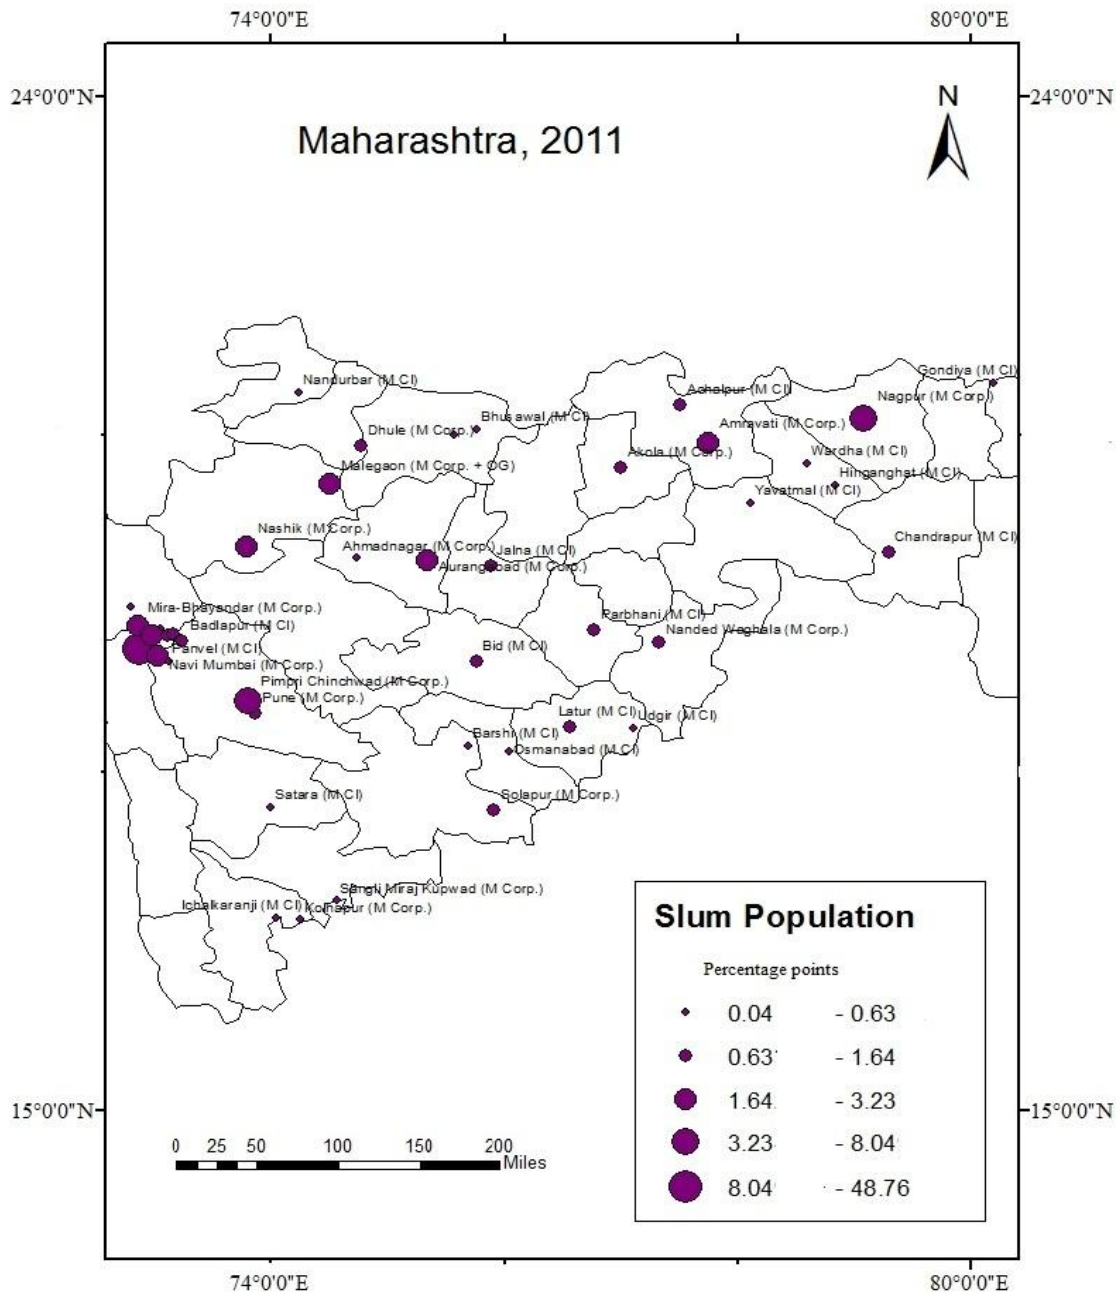 74°0'0"E 80°0'0"E
24°0'0"N 24°0'0"N
N
Maharashtra, 2011
Gondiya (M Cl)
Nandurbar (M Cl)
Achalpur (M Cl)
Nagpur (M Corp.)
Bhusawal (M Cl)
Dhule (M Corp.)
Amravati (M Corp.)
Akola (M Corp.)
Wardha (M Cl)
Malegaon (M Corp. + OG)
Hinganghat (M Cl)
Yavatmal (M Cl)
Nashik (M Corp.)
Chandrapur (M Cl)
Ahmadnagar (M Corp.)
Jalna (M Cl)
Aurangabad (M Corp.)
Mira-Bhayandar (M Corp.)
Parbhani (M Cl)
Badlapur (M Cl)
Nanded Waghala (M Corp.)
Panvel (M Cl)
Bid (M Cl)
Navi Mumbai (M Corp.)
Pimpri Chinchwad (M Corp.)
Pune (M Corp.)
Latur (M Cl)
Udgir (M Cl)
Barshi (M Cl)
Osmanabad (M Cl)
Satara (M Cl)
Solapur (M Corp.)
Sangli Miraj Kupwad (M Corp.)
Ichalkaranji (M Cl)
Kolhapur (M Corp.)
Slum Population
Percentage points
0.04 - 0.63
0.63 - 1.64
1.64 - 3.23
3.23 - 8.04
8.04 - 48.76
15°0'0"N 15°0'0"N
0 25 50 100 150 200
Miles
74°0'0"E 80°0'0"E